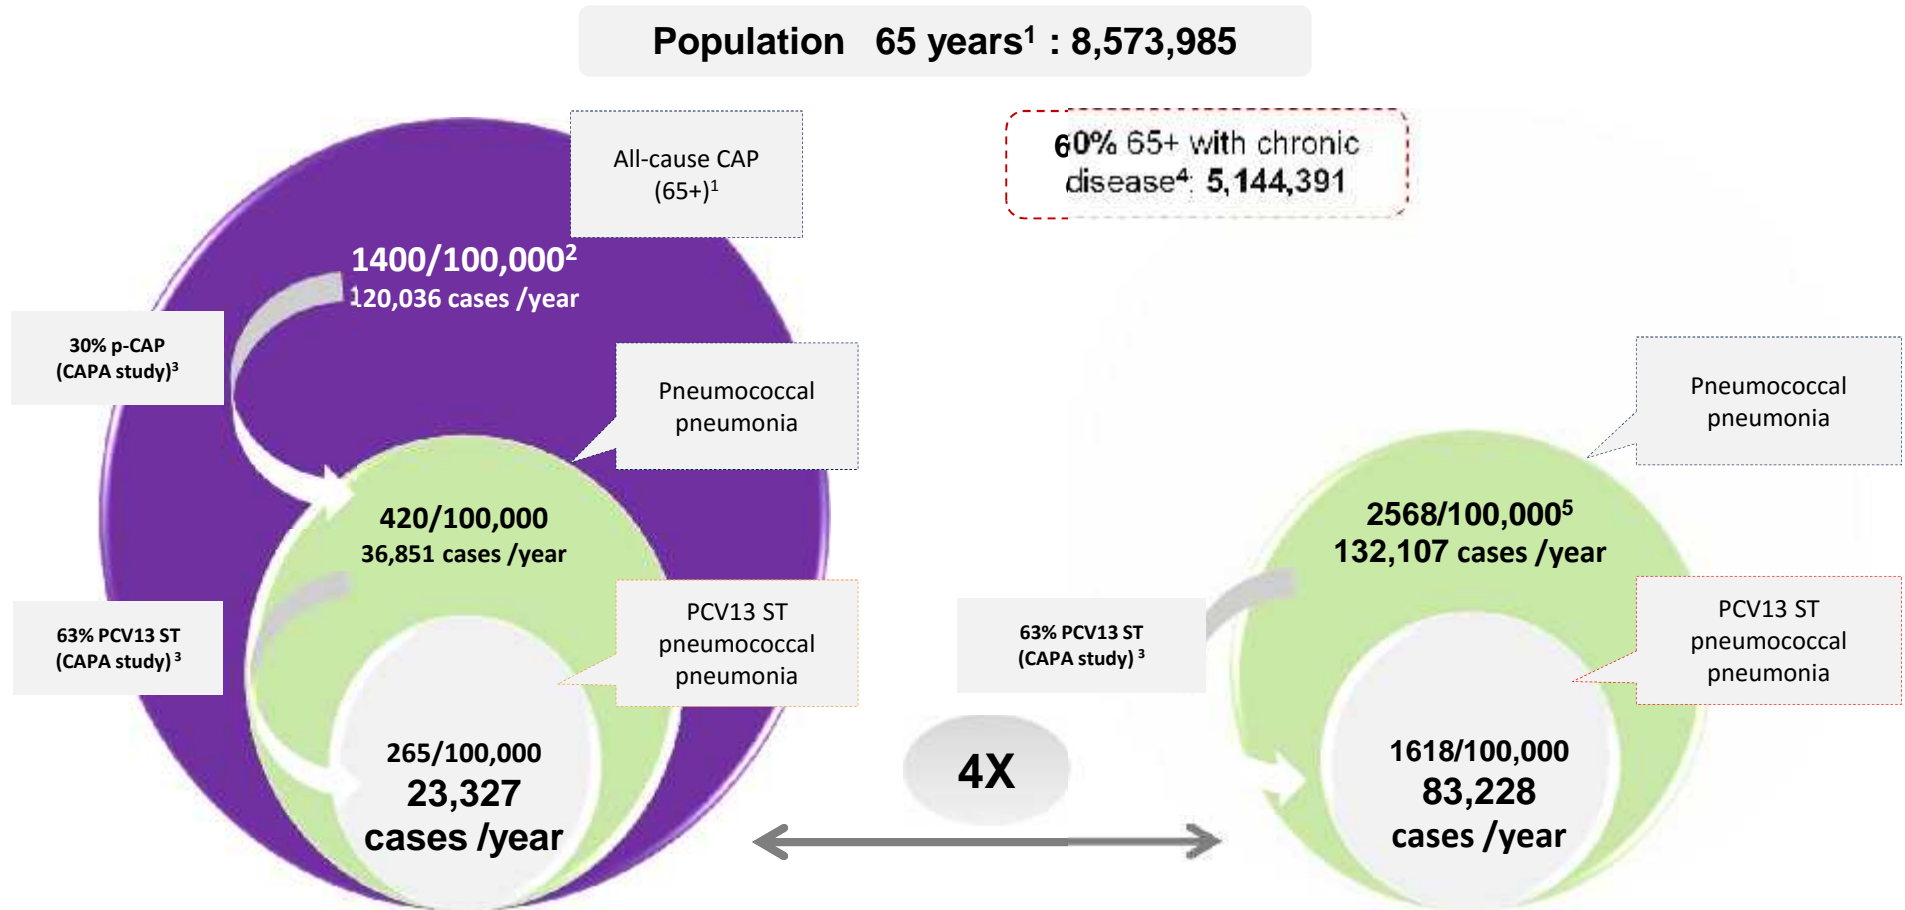 Population 65 years¹ : 8,573,985
All-cause CAP
(65+)¹
60% 65+ with chronic
disease⁴: 5,144,391
1400/100,000²
120,036 cases /year
30% p-CAP
(CAPA study)³
Pneumococcal
pneumonia
Pneumococcal
pneumonia
420/100,000
36,851 cases /year
2568/100,000⁵
132,107 cases /year
63% PCV13 ST
(CAPA study) ³
PCV13 ST
pneumococcal
pneumonia
63% PCV13 ST
(CAPA study) ³
PCV13 ST
pneumococcal
pneumonia
265/100,000
23,327
cases /year
4X
1618/100,000
83,228
cases /year